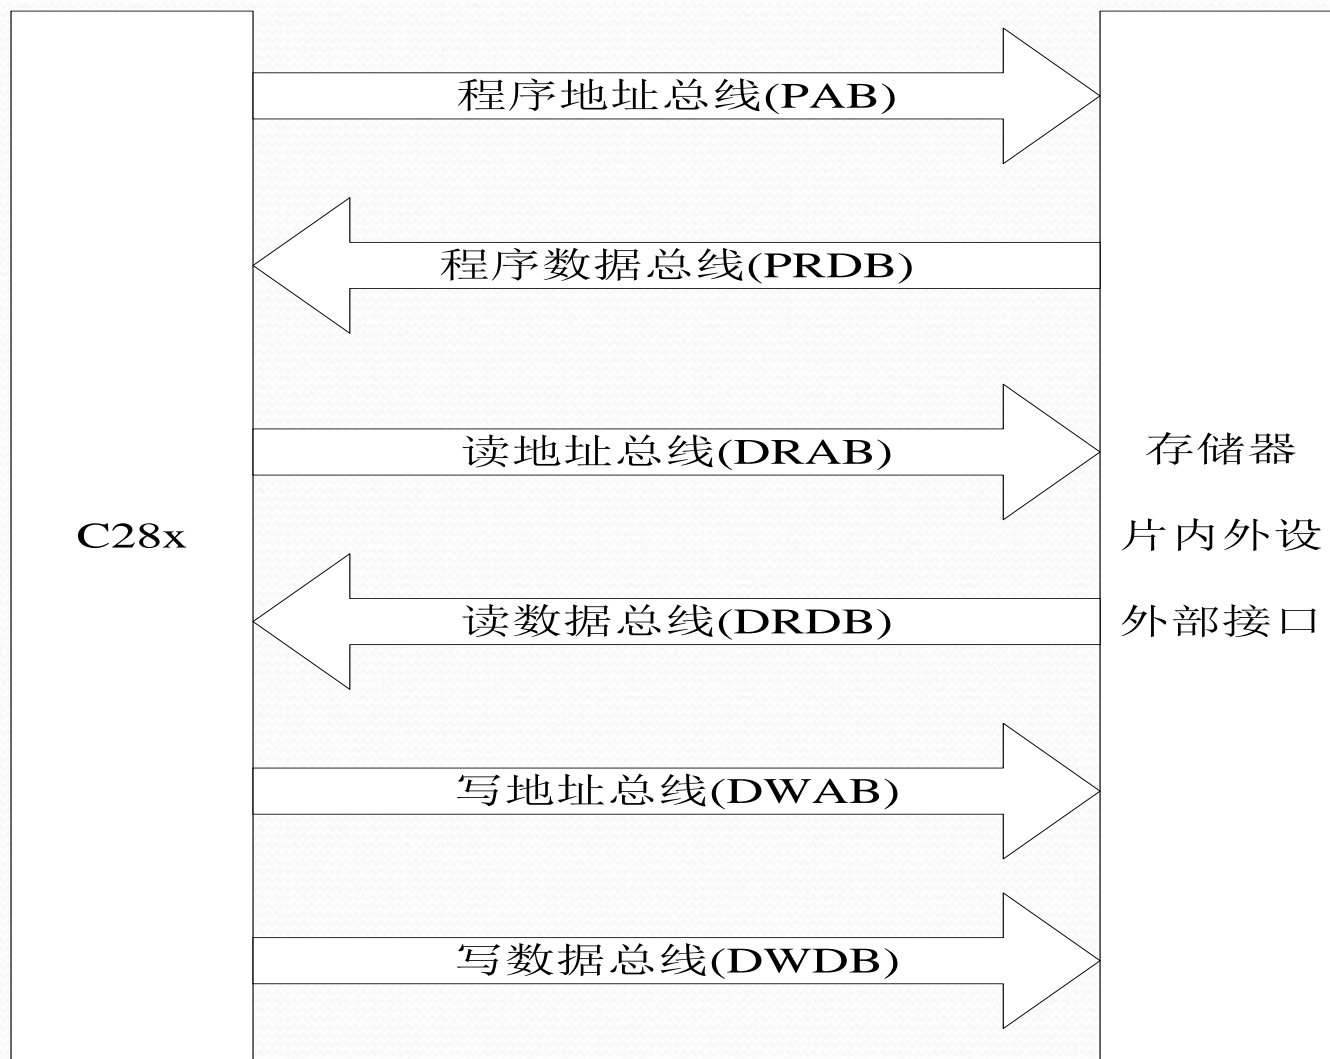 程序地址总线(PAB)
程序数据总线(PRDB)
读地址总线(DRAB)
存储器
C28x
片内外设
读数据总线(DRDB)
外部接口
写地址总线(DWAB)
写数据总线(DWDB)